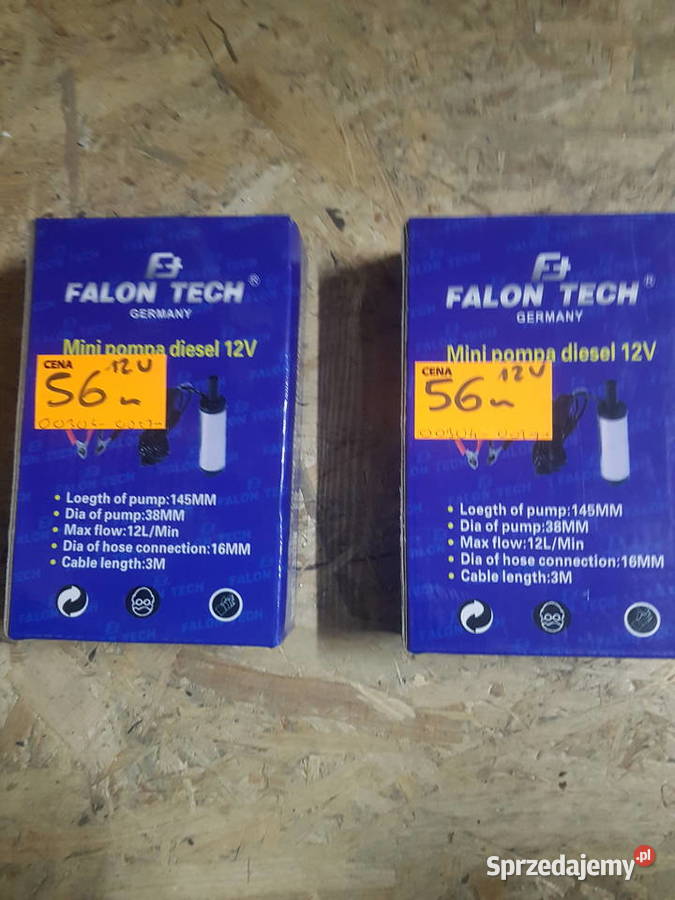 FALON TECH®
GERMANY
Mini pompa diesel 12V
CENA
12V
56
Loegth of pump:145MM
Dia of pump:38MM
Max flow:12L/Min
Dia of hose connection:16MM
Cable length:3M
FALON TECH®
GERMANY
Mini pompa diesel 12V
CENA
12V
56
Loegth of pump:145MM
Dia of pump:38MM
Max flow:12L/Min
Dia of hose connection:16MM
Cable length:3M
Sprzedajemy.pl